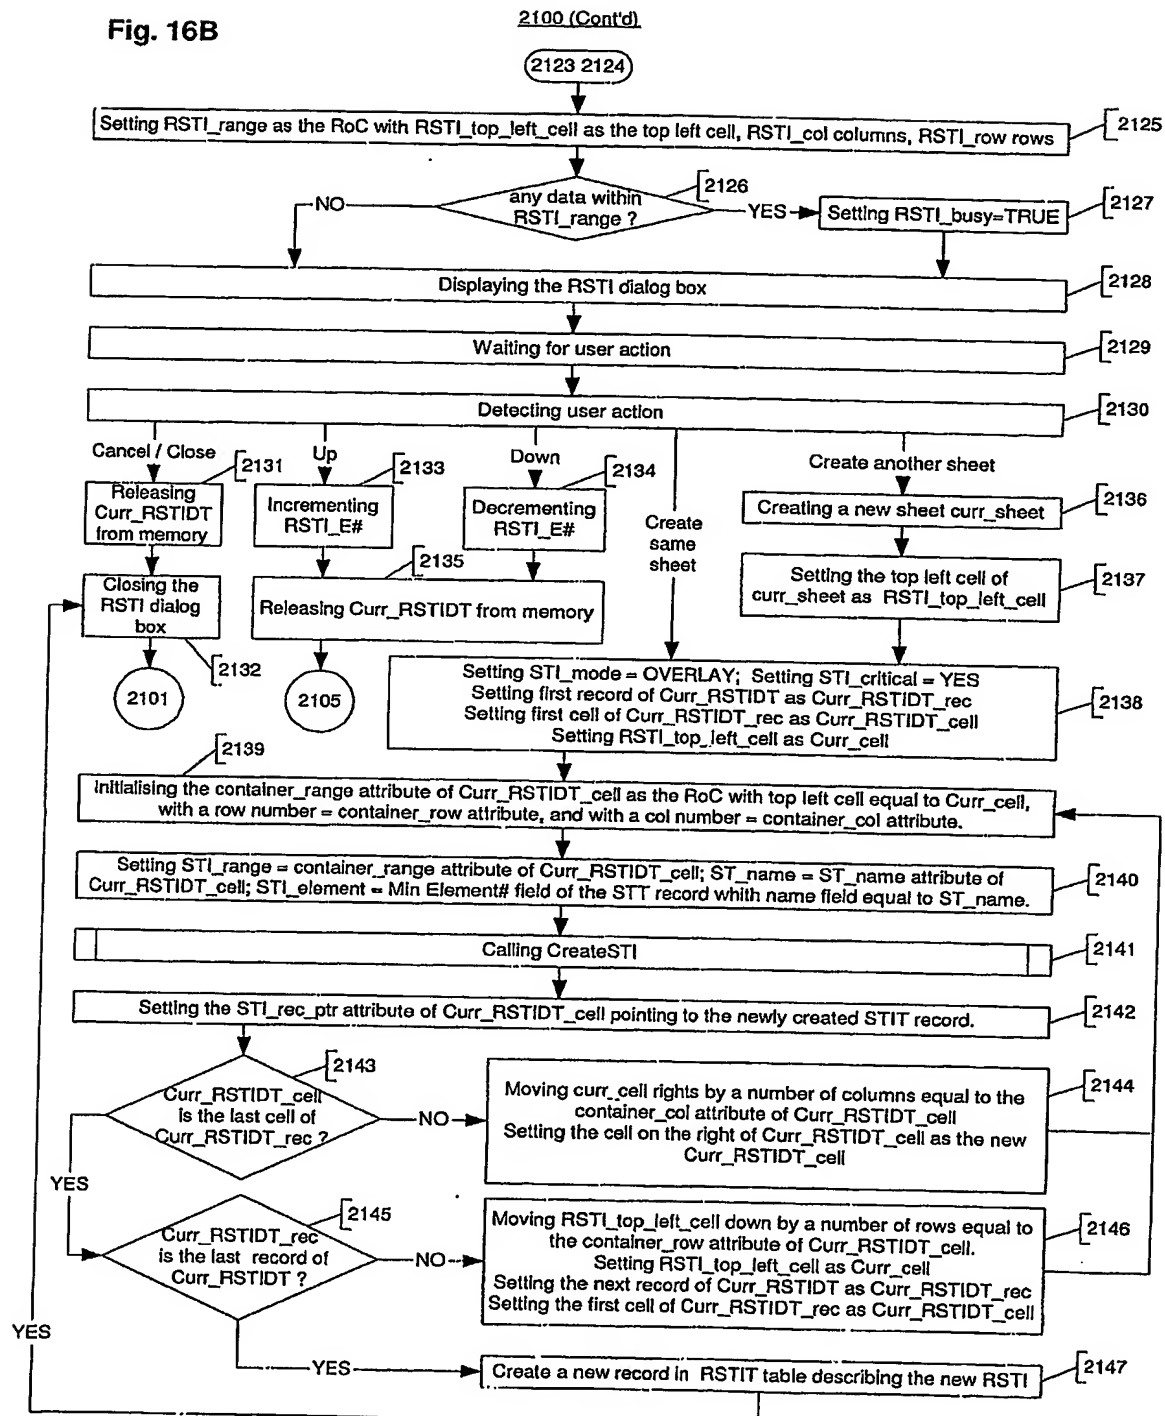 Fig. 16B
2100 (Cont'd)
2123 2124
Setting RSTI_range as the RoC with RSTI_top_left_cell as the top left cell, RSTI_col columns, RSTI_row rows
2125
any data within
RSTI_range ?
2126
NO
YES
Setting RSTI_busy=TRUE
2127
Displaying the RSTI dialog box
2128
Waiting for user action
2129
Detecting user action
2130
Cancel / Close
Up
Down
Create
same
sheet
Create another sheet
2131
Releasing
Curr_RSTIDT
from memory
2133
Incrementing
RSTI_E#
2134
Decrementing
RSTI_E#
Creating a new sheet curr_sheet
2136
Closing the
RSTI dialog
box
2132
2135
Releasing Curr_RSTIDT from memory
Setting the top left cell of
curr_sheet as RSTI_top_left_cell
2137
2101
2105
Setting STI_mode = OVERLAY; Setting STI_critical = YES
Setting first record of Curr_RSTIDT as Curr_RSTIDT_rec
Setting first cell of Curr_RSTIDT_rec as Curr_RSTIDT_cell
Setting RSTI_top_left_cell as Curr_cell
2138
2139
Initialising the container_range attribute of Curr_RSTIDT_cell as the RoC with top left cell equal to Curr_cell,
with a row number = container_row attribute, and with a col number = container_col attribute.
Setting STI_range = container_range attribute of Curr_RSTIDT_cell; ST_name = ST_name attribute of
Curr_RSTIDT_cell; STI_element = Min Element# field of the STT record whith name field equal to ST_name.
2140
Calling CreateSTI
2141
Setting the STI_rec_ptr attribute of Curr_RSTIDT_cell pointing to the newly created STIT record.
2142
2143
Curr_RSTIDT_cell
is the last cell of
Curr_RSTIDT_rec ?
NO
Moving curr_cell rights by a number of columns equal to the
container_col attribute of Curr_RSTIDT_cell
Setting the cell on the right of Curr_RSTIDT_cell as the new
Curr_RSTIDT_cell
2144
YES
2145
Curr_RSTIDT_rec
is the last record of
Curr_RSTIDT ?
NO
Moving RSTI_top_left_cell down by a number of rows equal to
the container_row attribute of Curr_RSTIDT_cell.
Setting RSTI_top_left_cell as Curr_cell
Setting the next record of Curr_RSTIDT as Curr_RSTIDT_rec
Setting the first cell of Curr_RSTIDT_rec as Curr_RSTIDT_cell
2146
YES
YES
Create a new record in RSTIT table describing the new RSTI
2147